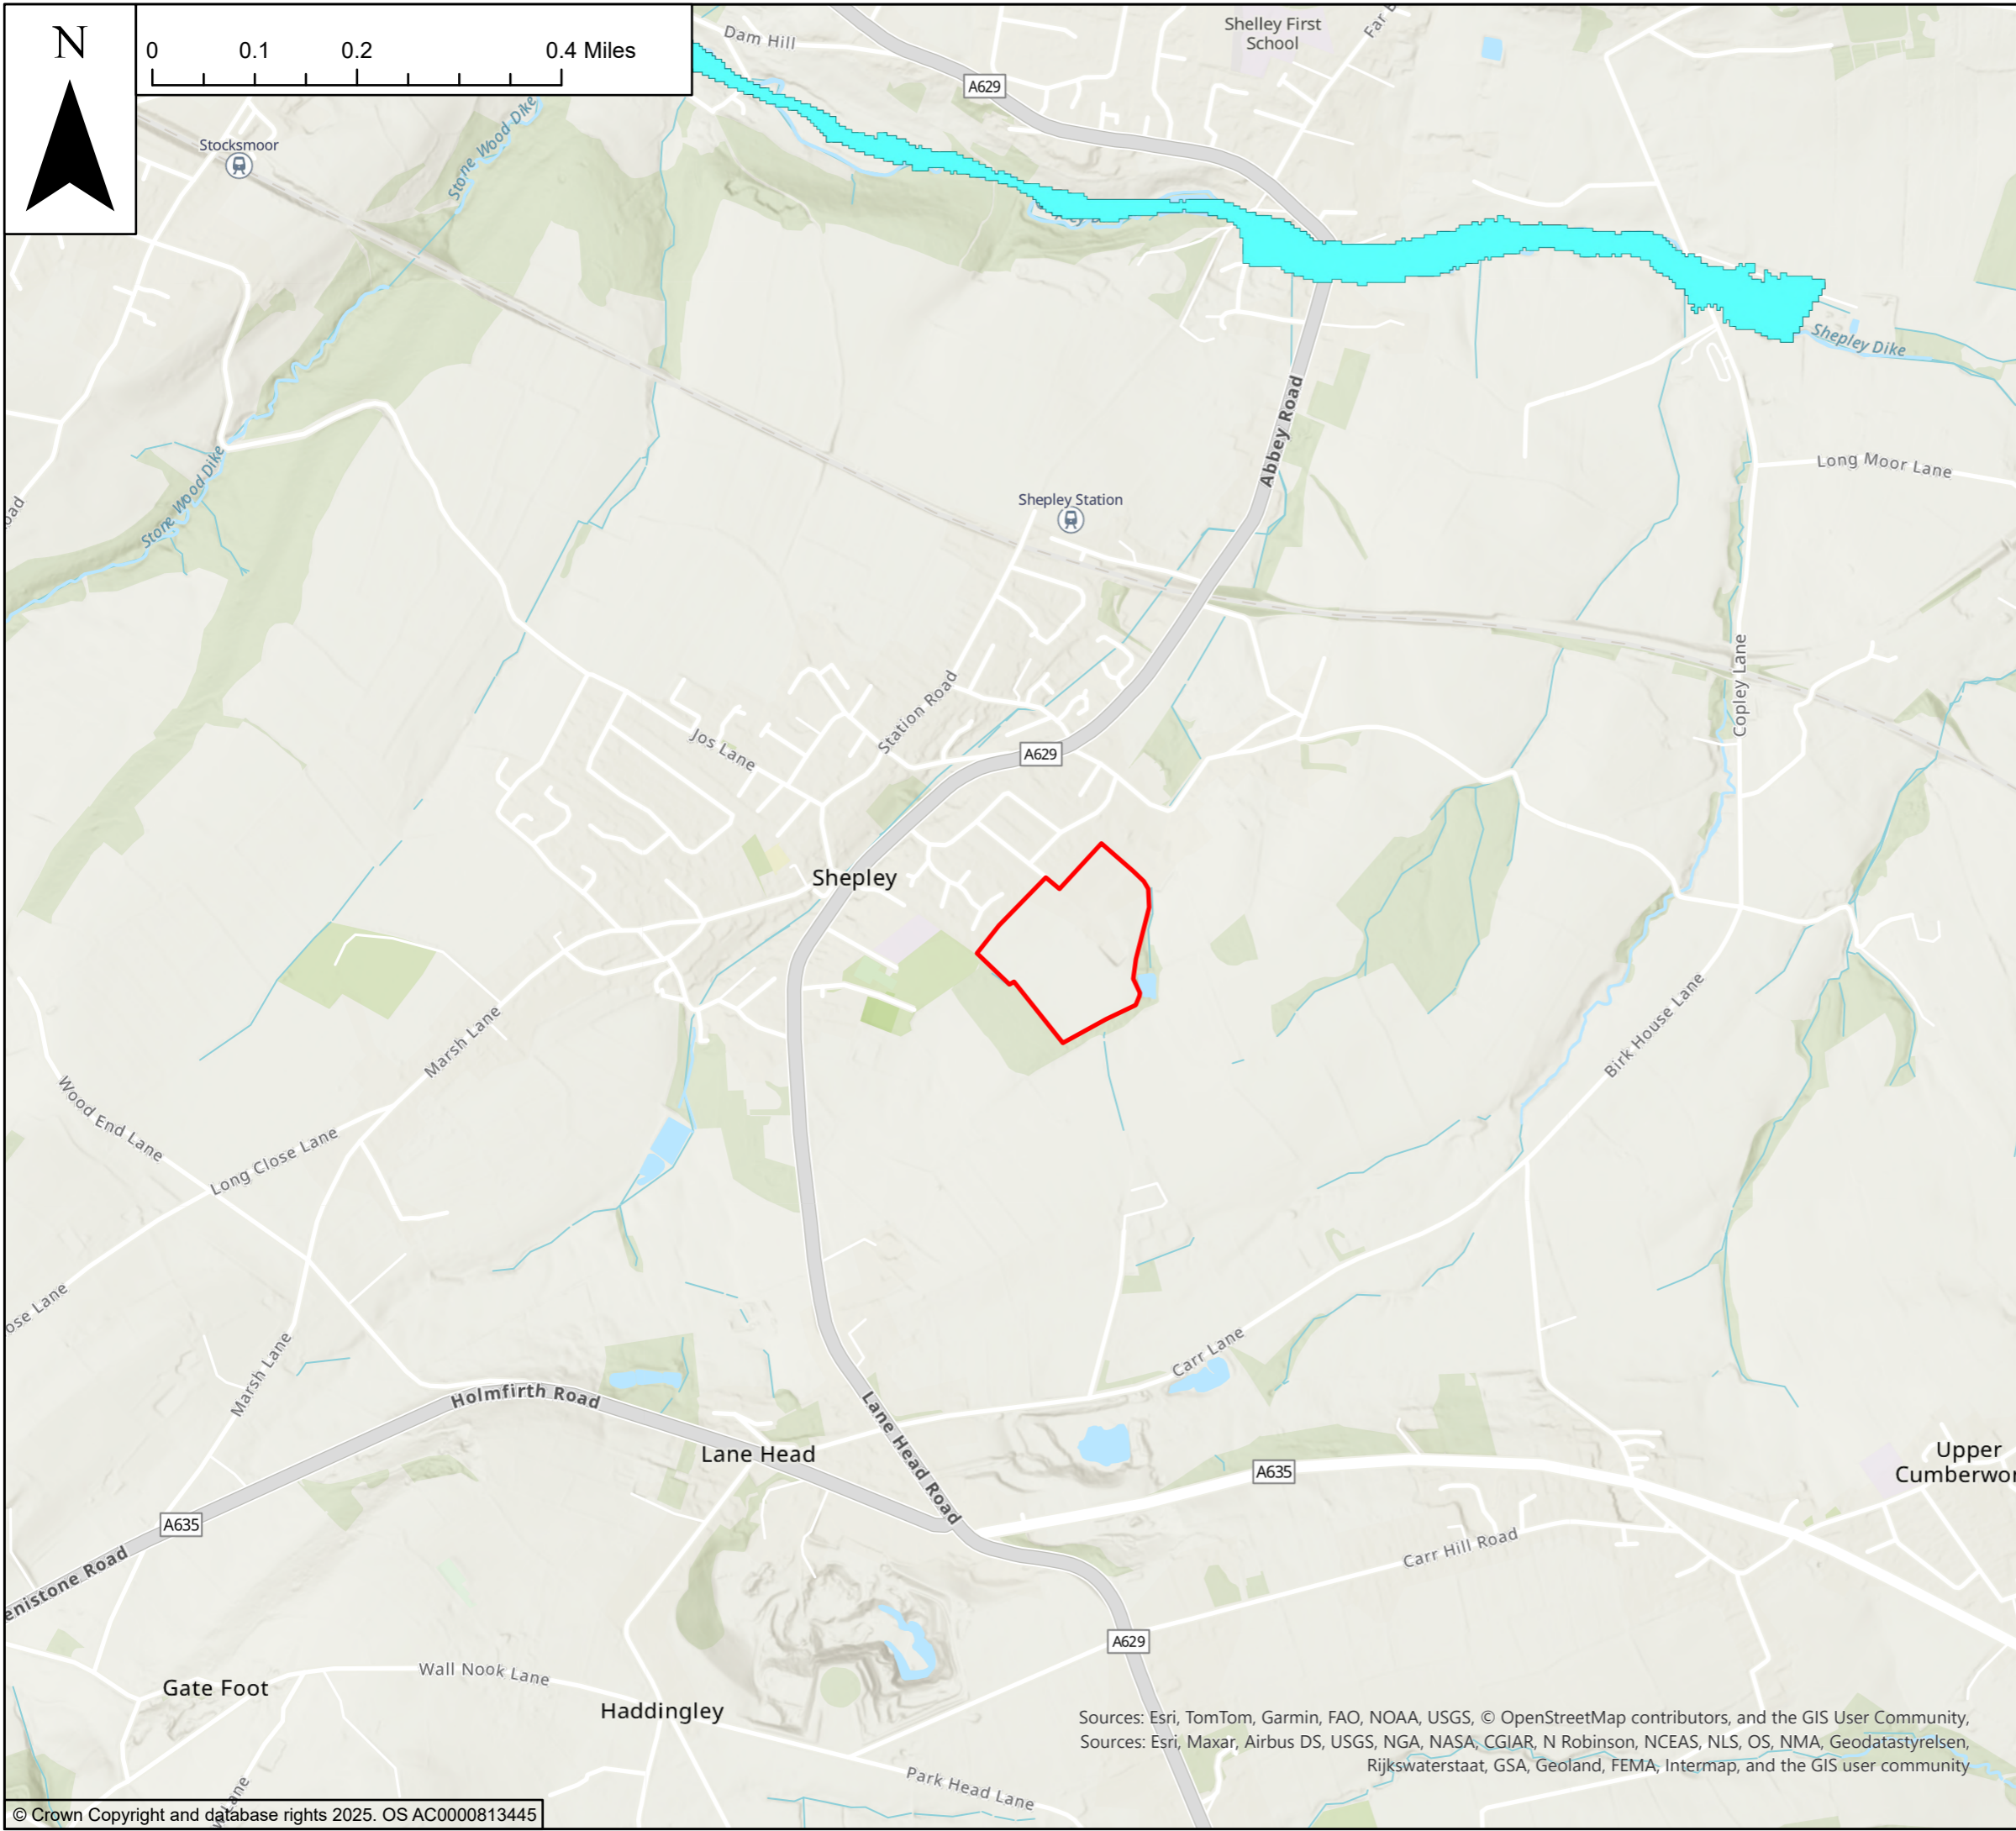 N
0 0.1 0.2 0.4 Miles
Dam Hill
Shelley First
School
A629
Stocksmoor
Stone Wood Dike
Shepley Dike
Abbey Road
Long Moor Lane
Stone Wood Dike
Shepley Station
Copley Lane
Station Road
Jos Lane
A629
Shepley
Marsh Lane
Birk House Lane
Wood End Lane
Long Close Lane
ose Lane
Marsh Lane
Carr Lane
Holmfirth Road
Lane Head Road
Lane Head
A635
Upper
Cumberwor
A635
Carr Hill Road
enistone Road
A629
Wall Nook Lane
Gate Foot
Haddingley
Park Head Lane
Sources: Esri, TomTom, Garmin, FAO, NOAA, USGS, © OpenStreetMap contributors, and the GIS User Community,
Sources: Esri, Maxar, Airbus DS, USGS, NGA, NASA, CGIAR, N Robinson, NCEAS, NLS, OS, NMA, Geodatastyrelsen,
Rijkswaterstaat, GSA, Geoland, FEMA, Intermap, and the GIS user community
© Crown Copyright and database rights 2025. OS AC0000813445